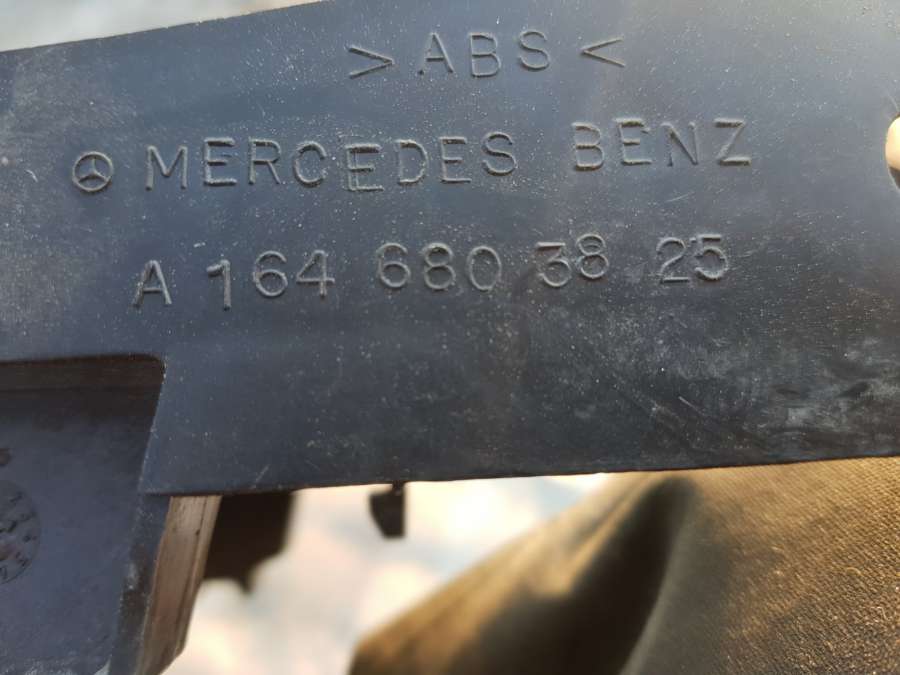 >ABS<
MERCEDES BENZ
A 164 680 38 25